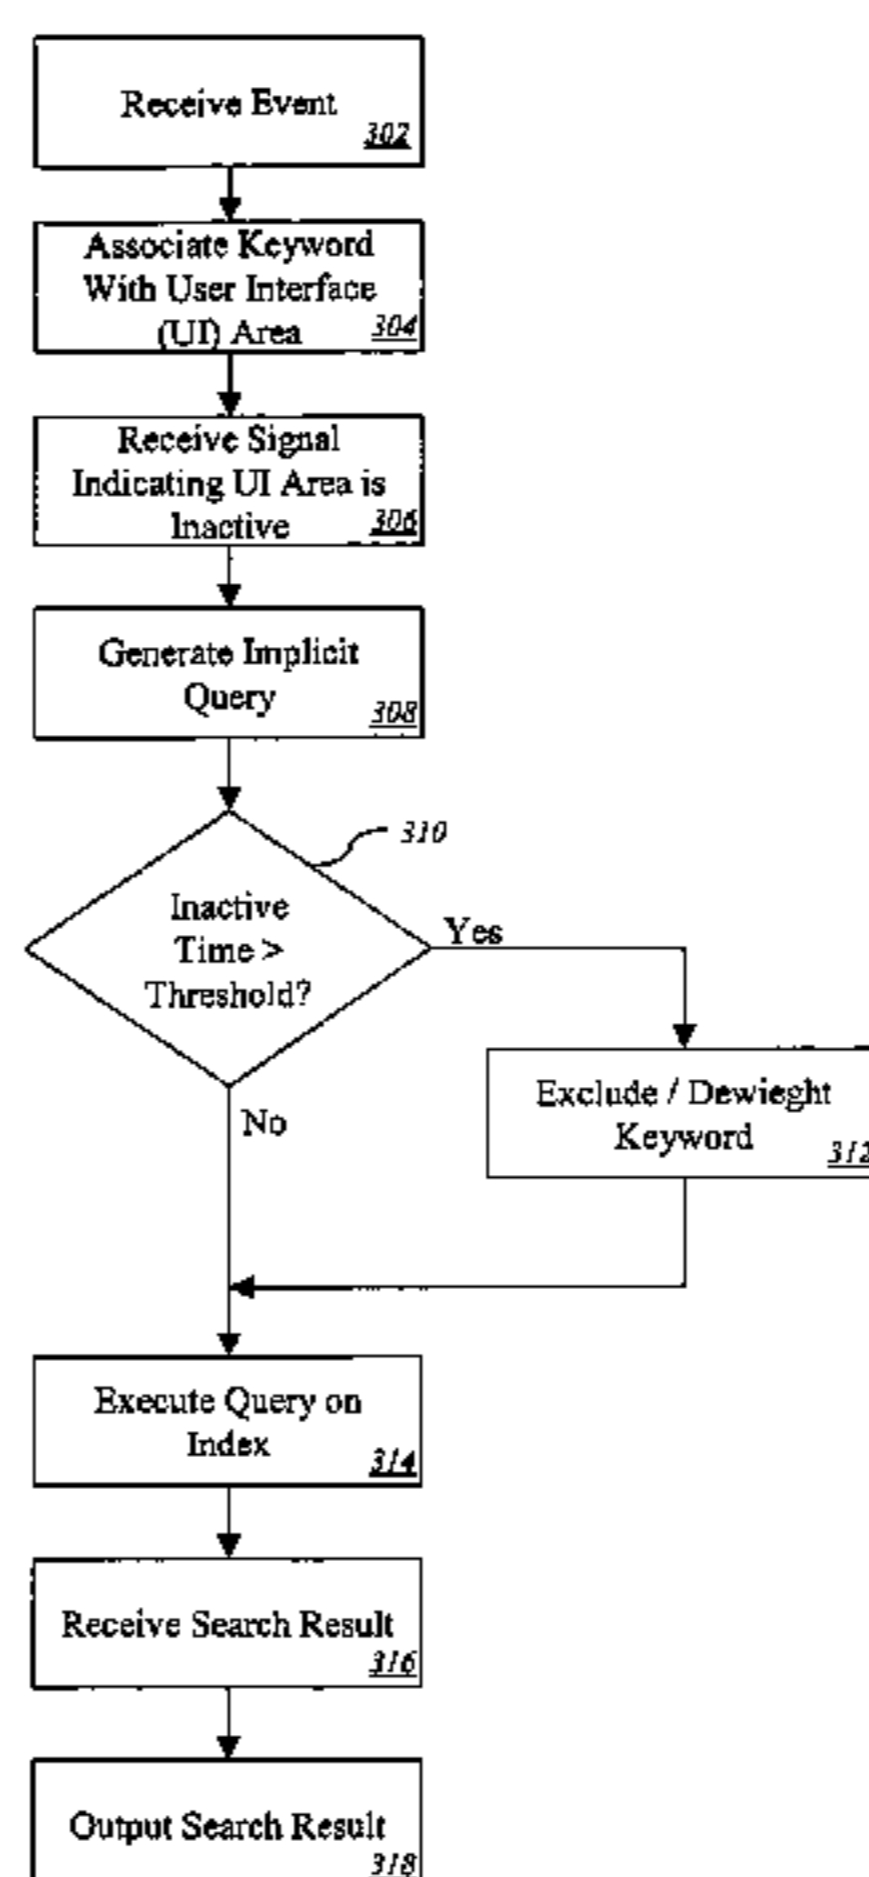 Receive Event
302
Associate Keyword
With User Interface
(UI) Area
304
Receive Signal
Indicating UI Area is
Inactive
306
Generate Implicit
Query
308
310
Inactive
Time >
Threshold?
Yes
No
Exclude / Dewieght
Keyword
312
Execute Query on
Index
314
Receive Search Result
316
Output Search Result
318